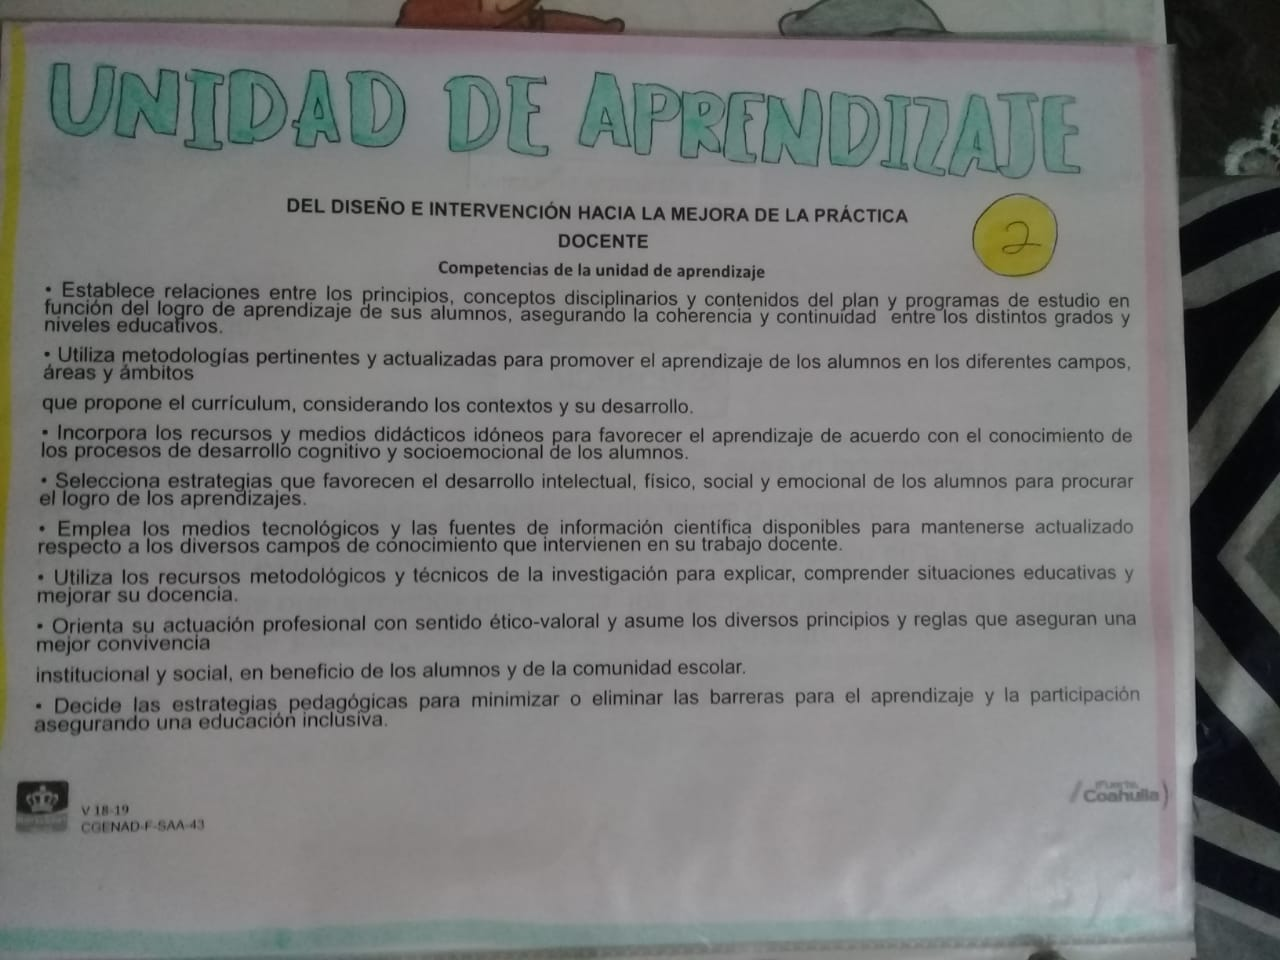 UNIDAD DE APRENDIZAJE
DEL DISEÑO E INTERVENCIÓN HACIA LA MEJORA DE LA PRÁCTICA
DOCENTE
2
Competencias de la unidad de aprendizaje
• Establece relaciones entre los principios, conceptos disciplinarios y contenidos del plan y programas de estudio en
función del logro de aprendizaje de sus alumnos, asegurando la coherencia y continuidad entre los distintos grados y
niveles educativos.
• Utiliza metodologías pertinentes y actualizadas para promover el aprendizaje de los alumnos en los diferentes campos,
áreas y ámbitos
que propone el currículum, considerando los contextos y su desarrollo.
• Incorpora los recursos y medios didácticos idóneos para favorecer el aprendizaje de acuerdo con el conocimiento de
los procesos de desarrollo cognitivo y socioemocional de los alumnos.
• Selecciona estrategias que favorecen el desarrollo intelectual, físico, social y emocional de los alumnos para procurar
el logro de los aprendizajes.
• Emplea los medios tecnológicos y las fuentes de información científica disponibles para mantenerse actualizado
respecto a los diversos campos de conocimiento que intervienen en su trabajo docente.
• Utiliza los recursos metodológicos y técnicos de la investigación para explicar, comprender situaciones educativas y
mejorar su docencia.
• Orienta su actuación profesional con sentido ético-valoral y asume los diversos principios y reglas que aseguran una
mejor convivencia
institucional y social, en beneficio de los alumnos y de la comunidad escolar.
• Decide las estrategias pedagógicas para minimizar o eliminar las barreras para el aprendizaje y la participación
asegurando una educación inclusiva.
V 18-19
CGENAD-F-SAA-43
Fuerte
Coahuila